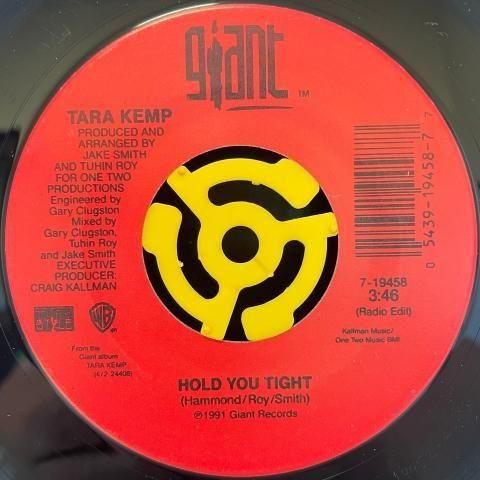 giant
TM
TARA KEMP
PRODUCED AND
ARRANGED BY
JAKE SMITH
AND TUHIN ROY
FOR ONE TWO
PRODUCTIONS
Engineered by
Gary Clugston
Mixed by
Gary Clugston,
Tuhin Roy
and Jake Smith
EXECUTIVE
PRODUCER:
CRAIG KALLMAN
WB
From the
Giant album
TARA KEMP
(4/2-24408)
0 5439-19458-7 7
7-19458
3:46
(Radio Edit)
Kallman Music/
One Two Music BMI
HOLD YOU TIGHT
(Hammond/Roy/Smith)
℗1991 Giant Records